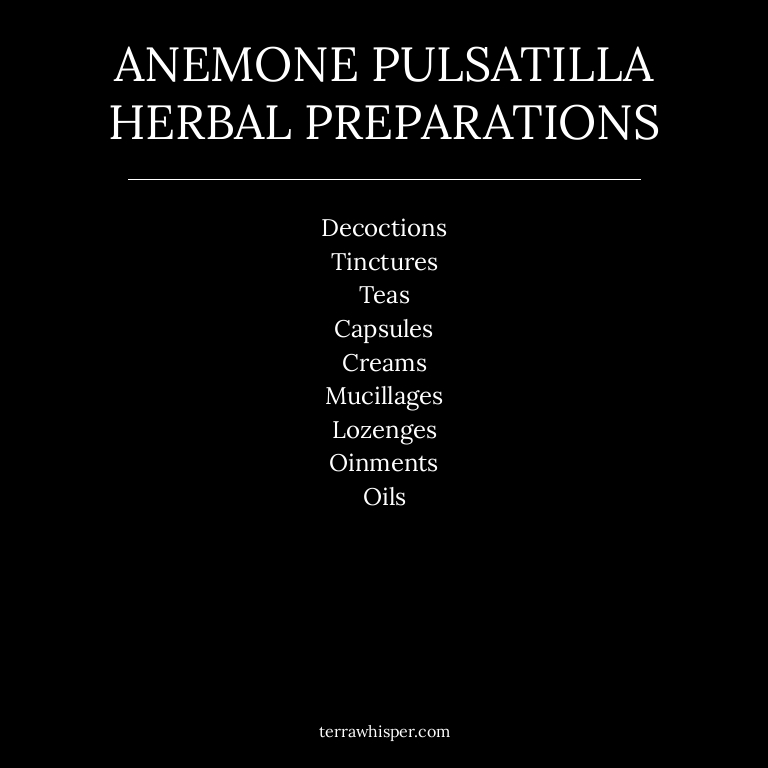 ANEMONE PULSATILLA
HERBAL PREPARATIONS
Decoctions
Tinctures
Teas
Capsules
Creams
Mucillages
Lozenges
Oinments
Oils
terrawhisper.com